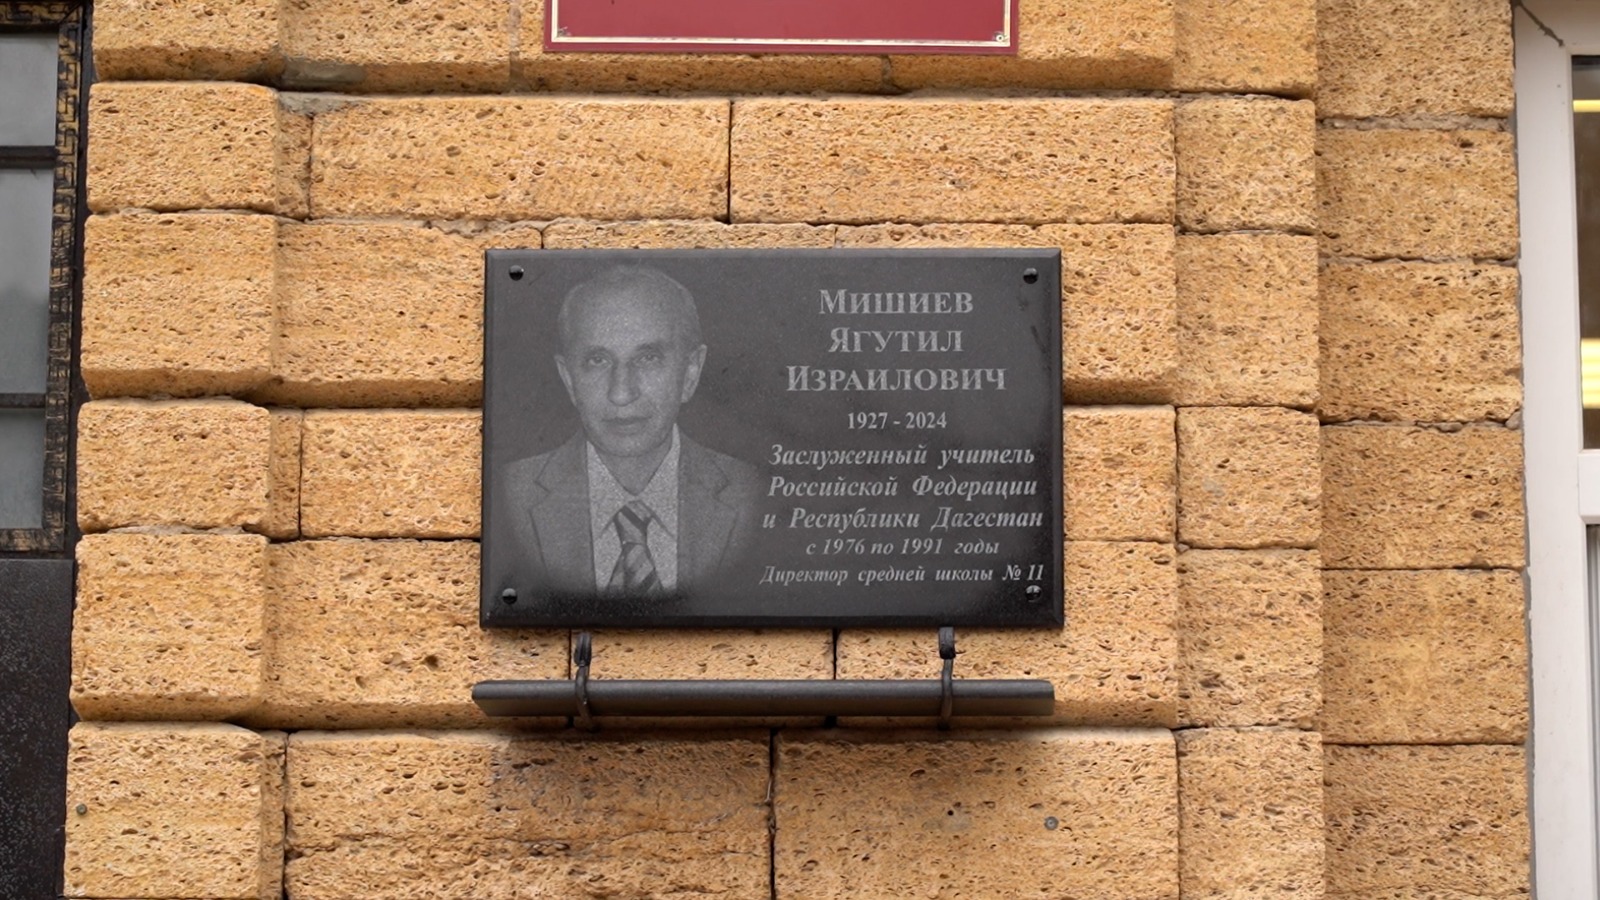 МИШИЕВ
ЯГУТИЛ
ИЗРАИЛОВИЧ
1927 - 2024
Заслуженный учитель
Российской Федерации
и Республики Дагестан
с 1976 по 1991 годы
Директор средней школы № 11